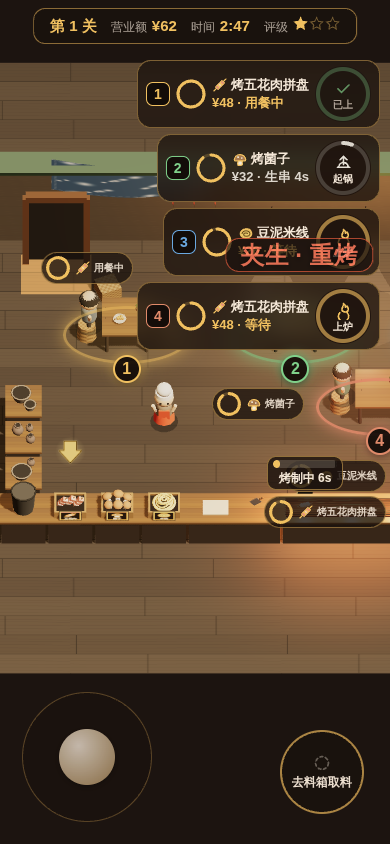 第 1 关 营业额 ¥62 时间 2:47 评级
1 烤五花肉拼盘
¥48 · 用餐中
已上
2 烤菌子
¥32 · 生串 4s
起锅
3 豆泥米线
夹生 · 重烤
4 烤五花肉拼盘
¥48 · 等待
上炉
用餐中
1
2
烤菌子
4
烤制中 6s
豆泥米线
烤五花肉拼盘
去料箱取料